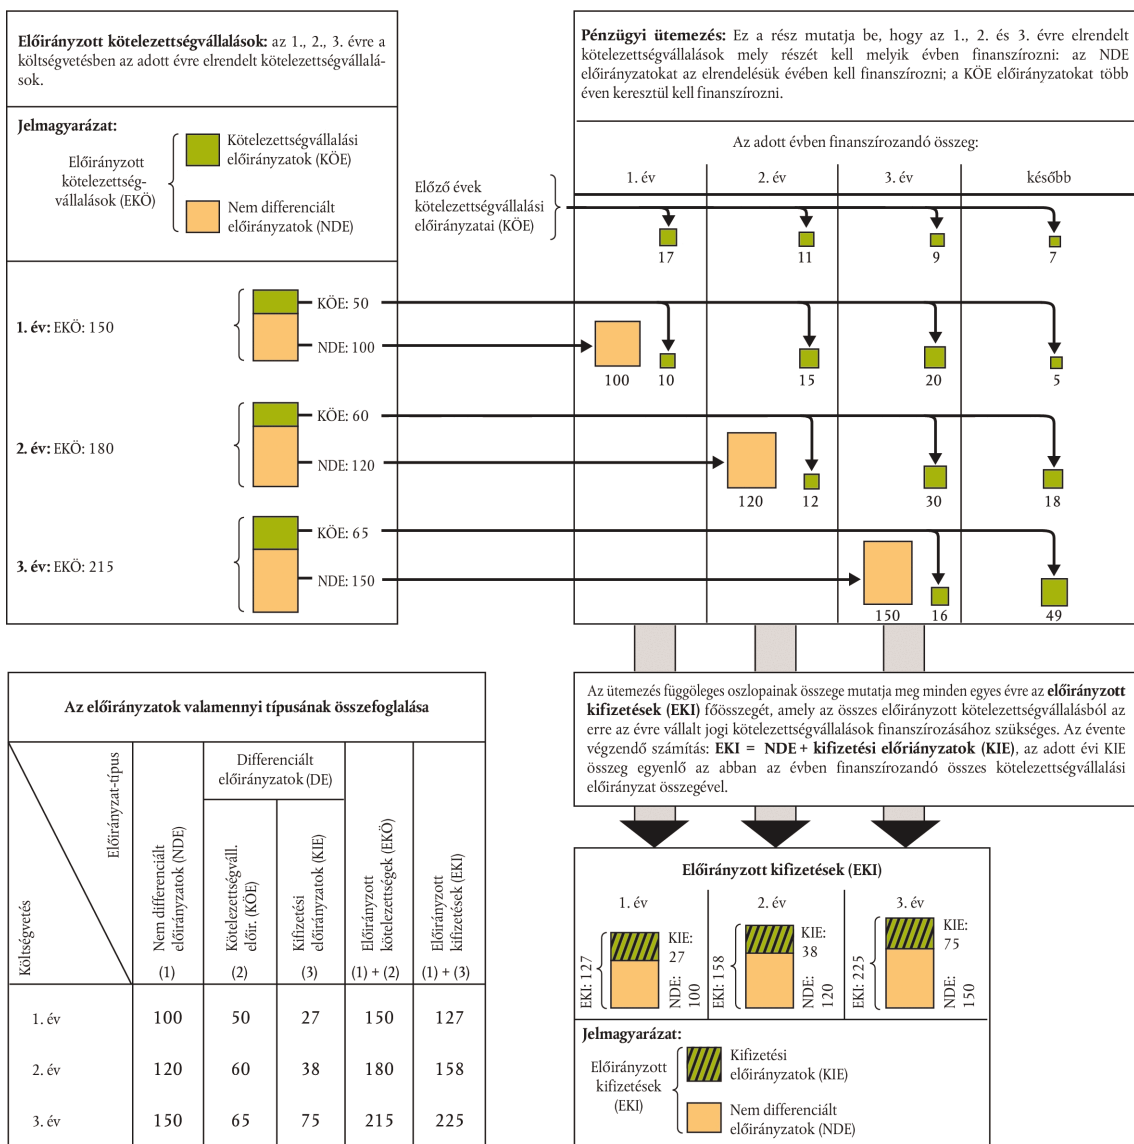 Előirányzott kötelezettségvállalások: az 1., 2., 3. évre a
költségvetésben az adott évre elrendelt kötelezettségvállalá-
sok.
Jelmagyarázat:
Előirányzott
kötelezettség-
vállalások (EKÖ)
Kötelezettségvállalási
előirányzatok (KÖE)
Nem differenciált
előirányzatok (NDE)
Pénzügyi ütemezés: Ez a rész mutatja be, hogy az 1., 2. és 3. évre elrendelt
kötelezettségvállalások mely részét kell melyik évben finanszírozni: az NDE
előirányzatokat az elrendelésük évében kell finanszírozni; a KÖE előirányzatokat több
éven keresztül kell finanszírozni.
Az adott évben finanszírozandó összeg:
1. év
2. év
3. év
később
Előző évek
kötelezettségvállalási
előirányzatai (KÖE)
17
11
9
7
1. év: EKÖ: 150
KÖE: 50
NDE: 100
100
10
15
20
5
2. év: EKÖ: 180
KÖE: 60
NDE: 120
120
12
30
18
3. év: EKÖ: 215
KÖE: 65
NDE: 150
150
16
49
Az előirányzatok valamennyi típusának összefoglalása
Költségvetés
Előirányzat-típus
Nem differenciált
előirányzatok (NDE)
(1)
Differenciált
előirányzatok (DE)
Kötelezettségváll.
előir. (KÖE)
(2)
Kifizetési
előirányzatok (KIE)
(3)
Előirányzott
kötelezettségek (EKÖ)
(1) + (2)
Előirányzott
kifizetések (EKI)
(1) + (3)
1. év 100 50 27 150 127
2. év 120 60 38 180 158
3. év 150 65 75 215 225
Az ütemezés függőleges oszlopainak összege mutatja meg minden egyes évre az előirányzott
kifizetések (EKI) főösszegét, amely az összes előirányzott kötelezettségvállalásból az
erre az évre vállalt jogi kötelezettségvállalások finanszírozásához szükséges. Az évente
végzendő számítás: EKI = NDE + kifizetési előriányzatok (KIE), az adott évi KIE
összeg egyenlő az abban az évben finanszírozandó összes kötelezettségvállalási
előirányzat összegével.
Előirányzott kifizetések (EKI)
1. év
2. év
3. év
EKI: 127
KIE:
27
NDE:
100
EKI: 158
KIE:
38
NDE:
120
EKI: 225
KIE:
75
NDE:
150
Jelmagyarázat:
Előirányzott
kifizetések
(EKI)
Kifizetési
előirányzatok (KIE)
Nem differenciált
előirányzatok (NDE)